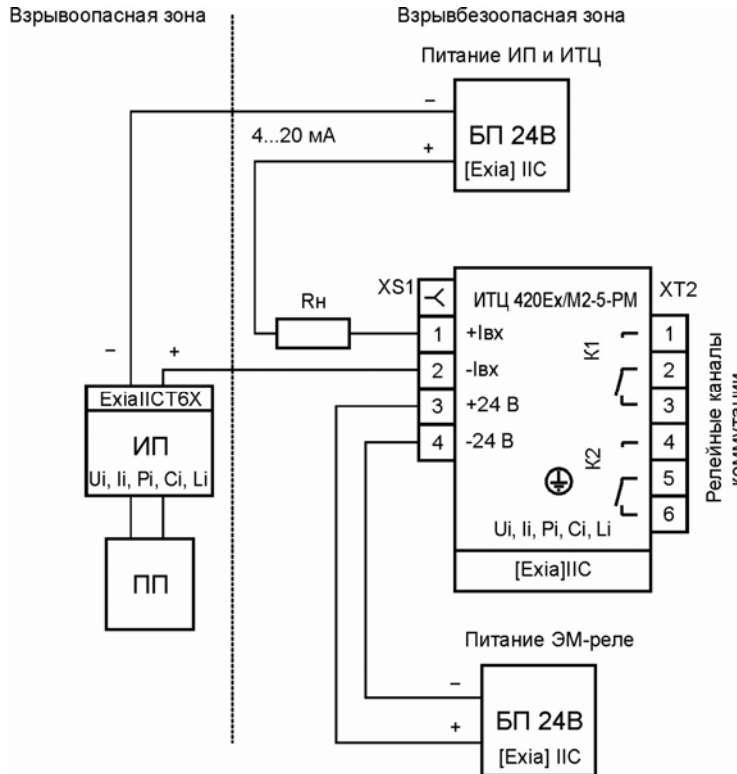 Взрывоопасная зона
Взрывбезоопасная зона
Питание ИП и ИТЦ
–
БП 24В
4...20 мА
+
[Exia] IIC
XS1
ИТЦ 420Ex/M2-5-PM
XT2
Rн
1
+Iвх
К1
1
–
+
2
-Iвх
2
ExiaIICT6X
3
+24 В
3
ИП
4
-24 В
К2
4
Ui, Ii, Pi, Ci, Li
5
Релейные каналы
коммутации
Ui, Ii, Pi, Ci, Li
6
ПП
[Exia]IIC
Питание ЭМ-реле
–
БП 24В
+
[Exia] IIC